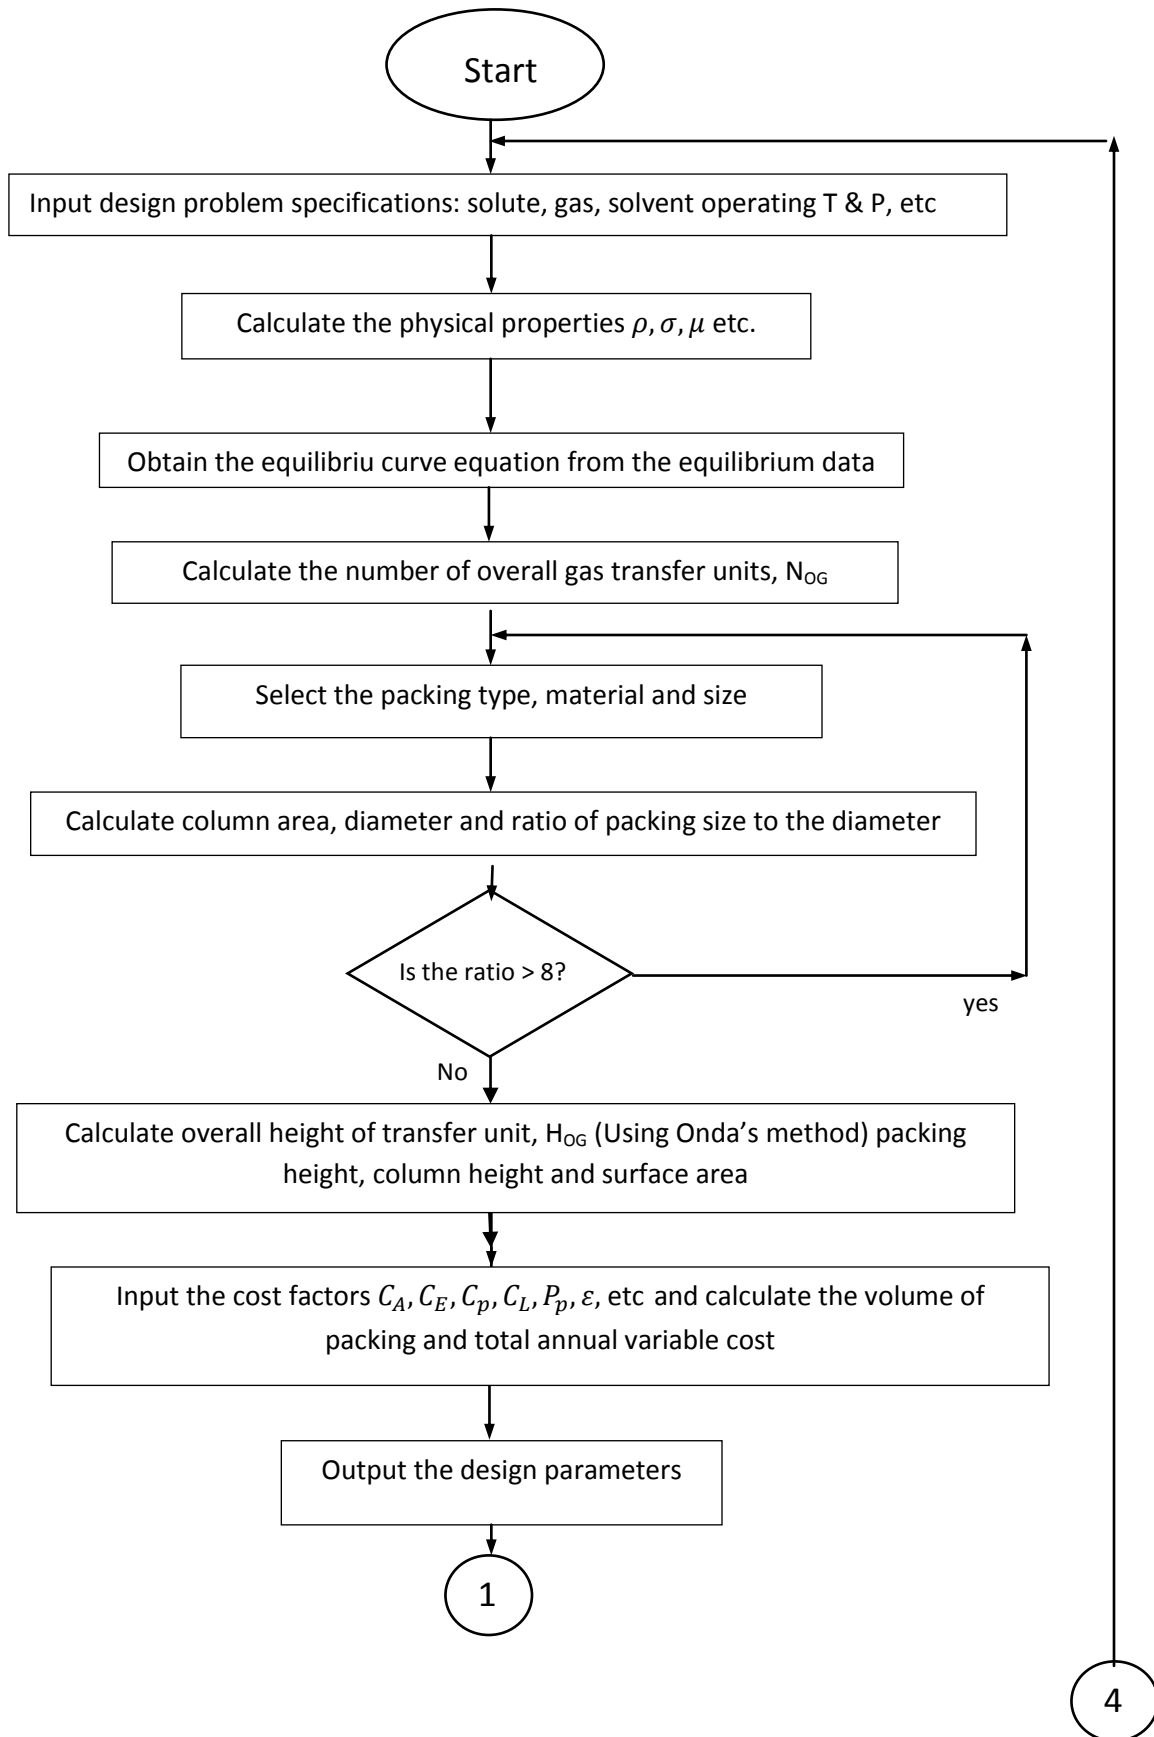 Start
Input design problem specifications: solute, gas, solvent operating T & P, etc
Calculate the physical properties ρ, σ, μ etc.
Obtain the equilibriu curve equation from the equilibrium data
Calculate the number of overall gas transfer units, N_OG
Select the packing type, material and size
Calculate column area, diameter and ratio of packing size to the diameter
Is the ratio > 8?
yes
No
Calculate overall height of transfer unit, H_OG (Using Onda’s method) packing
height, column height and surface area
Input the cost factors C_A, C_E, C_p, C_L, P_p, ε, etc and calculate the volume of
packing and total annual variable cost
Output the design parameters
1
4